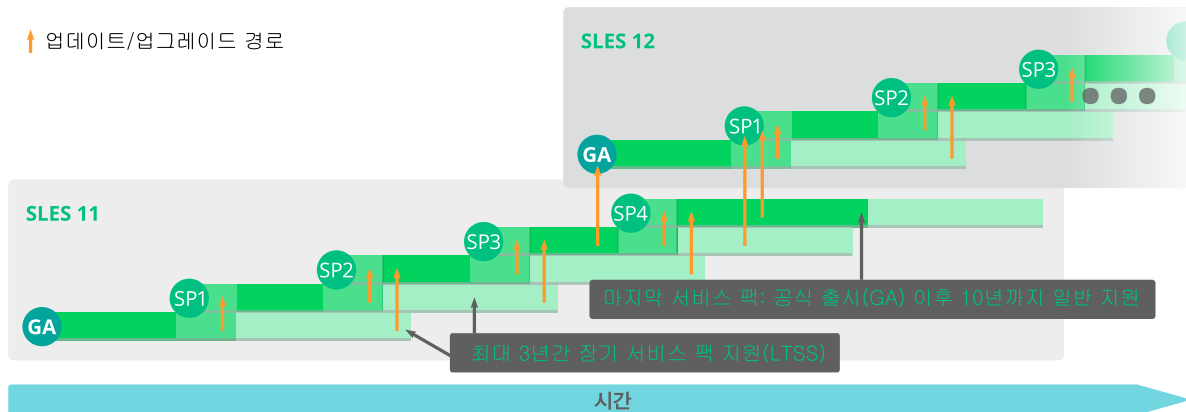 업데이트/업그레이드 경로
SLES 12
SP3
SP2
SP1
GA
SLES 11
SP4
SP3
SP2
SP1
GA
마지막 서비스 팩: 공식 출시(GA) 이후 10년까지 일반 지원
최대 3년간 장기 서비스 팩 지원(LTSS)
시간